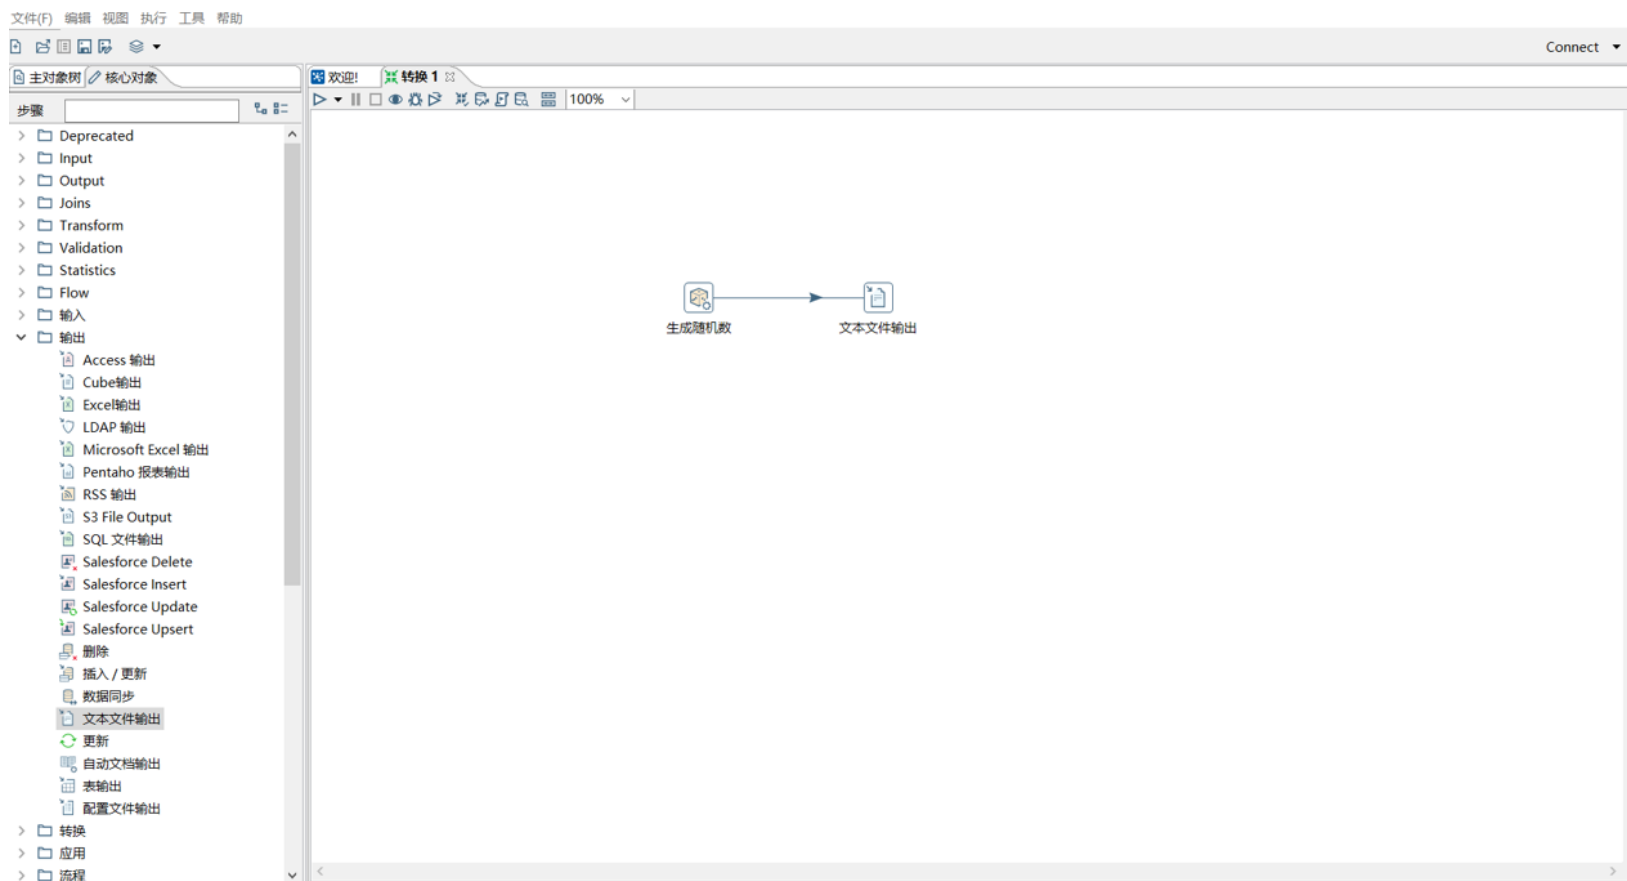 文件(F) 编辑 视图 执行 工具 帮助
Connect
主对象树 核心对象
欢迎! 转换 1
步骤
100%
Deprecated
Input
Output
Joins
Transform
Validation
Statistics
Flow
输入
输出
Access 输出
Cube输出
Excel输出
LDAP 输出
Microsoft Excel 输出
Pentaho 报表输出
RSS 输出
S3 File Output
SQL 文件输出
Salesforce Delete
Salesforce Insert
Salesforce Update
Salesforce Upsert
删除
插入 / 更新
数据同步
文本文件输出
更新
自动文档输出
表输出
配置文件输出
转换
应用
流程
生成随机数
文本文件输出